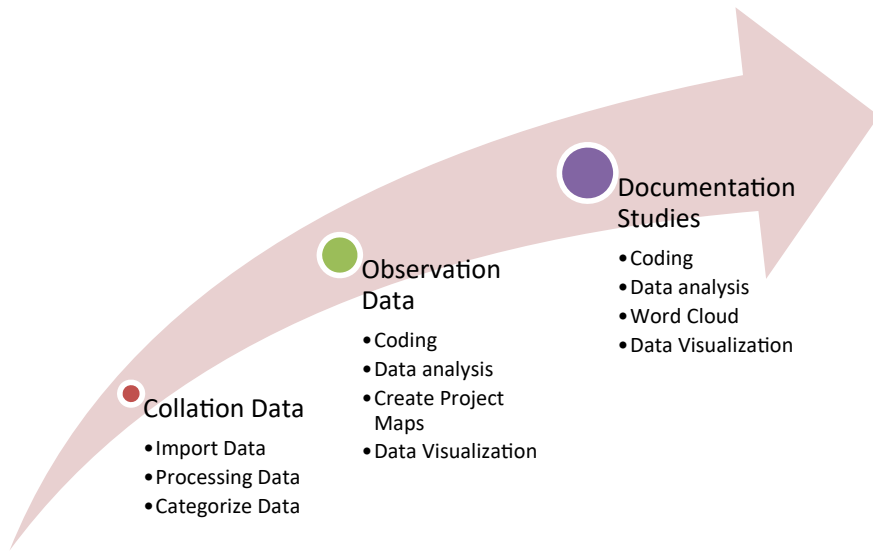 Collation Data
•Import Data
•Processing Data
•Categorize Data
Observation
Data
•Coding
•Data analysis
•Create Project
Maps
•Data Visualization
Documentation
Studies
•Coding
•Data analysis
•Word Cloud
•Data Visualization